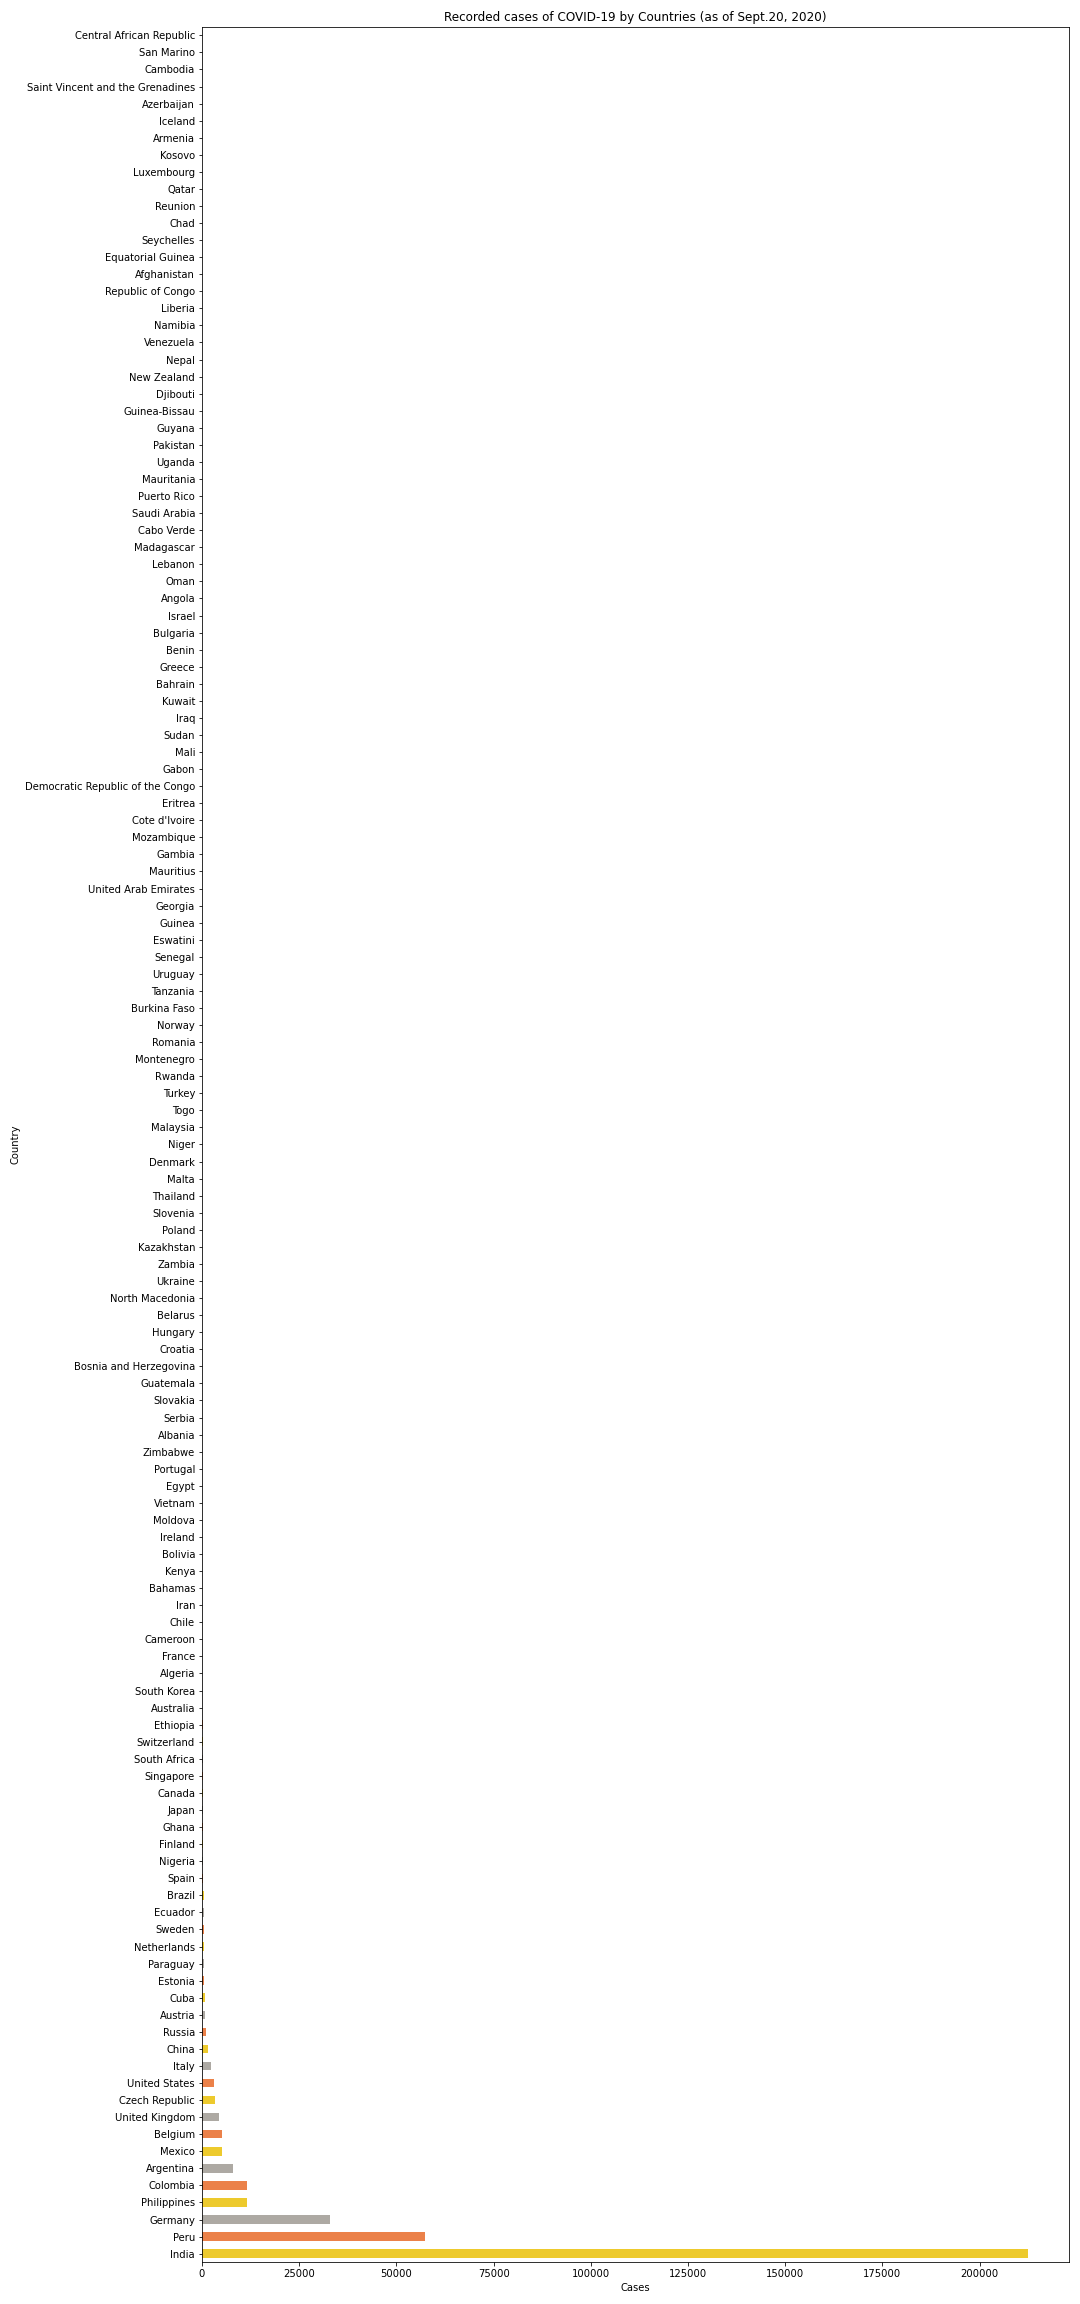 Recorded cases of COVID-19 by Countries (as of Sept.20, 2020)
Central African Republic
San Marino
Cambodia
Saint Vincent and the Grenadines
Azerbaijan
Iceland
Armenia
Kosovo
Luxembourg
Qatar
Reunion
Chad
Seychelles
Equatorial Guinea
Afghanistan
Republic of Congo
Liberia
Namibia
Venezuela
Nepal
New Zealand
Djibouti
Guinea-Bissau
Guyana
Pakistan
Uganda
Mauritania
Puerto Rico
Saudi Arabia
Cabo Verde
Madagascar
Lebanon
Oman
Angola
Israel
Bulgaria
Benin
Greece
Bahrain
Kuwait
Iraq
Sudan
Mali
Gabon
Democratic Republic of the Congo
Eritrea
Cote d'Ivoire
Mozambique
Gambia
Mauritius
United Arab Emirates
Georgia
Guinea
Eswatini
Senegal
Uruguay
Tanzania
Burkina Faso
Norway
Romania
Montenegro
Rwanda
Turkey
Togo
Malaysia
Niger
Denmark
Malta
Thailand
Slovenia
Poland
Kazakhstan
Zambia
Ukraine
North Macedonia
Belarus
Hungary
Croatia
Bosnia and Herzegovina
Guatemala
Slovakia
Serbia
Albania
Zimbabwe
Portugal
Egypt
Vietnam
Moldova
Ireland
Bolivia
Kenya
Bahamas
Iran
Chile
Cameroon
France
Algeria
South Korea
Australia
Ethiopia
Switzerland
South Africa
Singapore
Canada
Japan
Ghana
Finland
Nigeria
Spain
Brazil
Ecuador
Sweden
Netherlands
Paraguay
Estonia
Cuba
Austria
Russia
China
Italy
United States
Czech Republic
United Kingdom
Belgium
Mexico
Argentina
Colombia
Philippines
Germany
Peru
India
Country
0 25000 50000 75000 100000 125000 150000 175000 200000
Cases